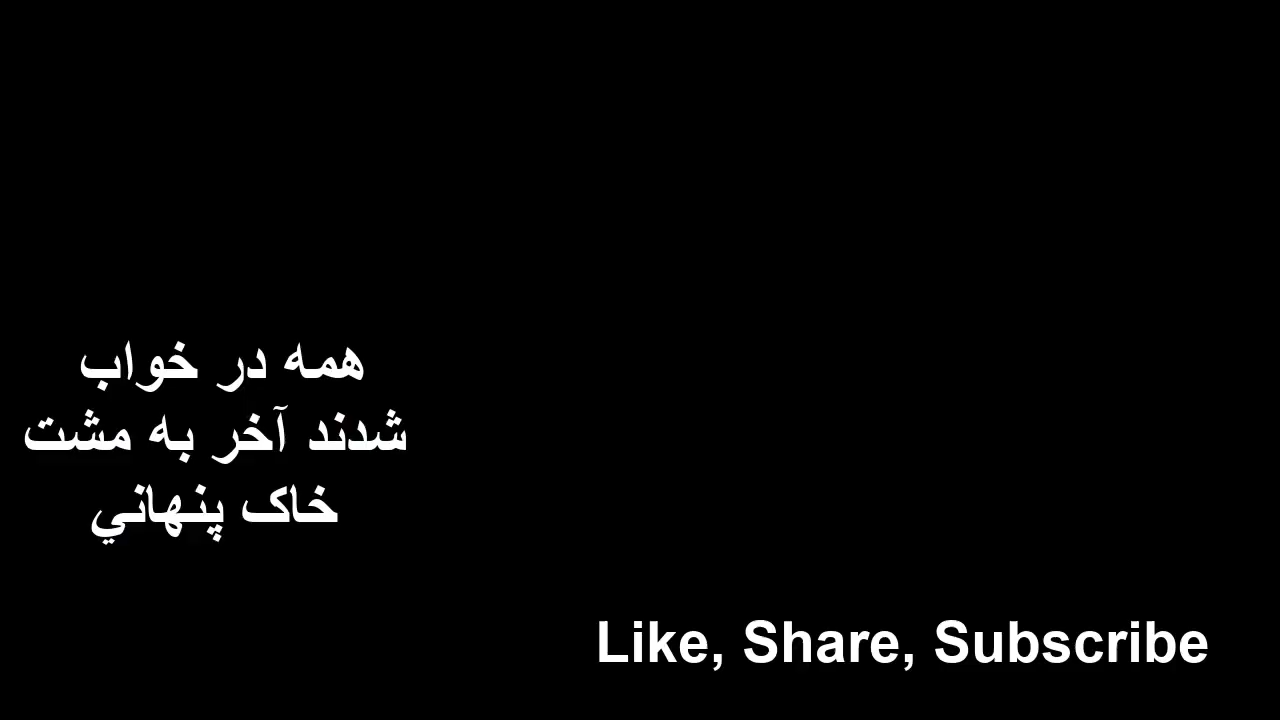 همه در خواب
شدند آخر به مشت
خاک پنهاني
Like, Share, Subscribe